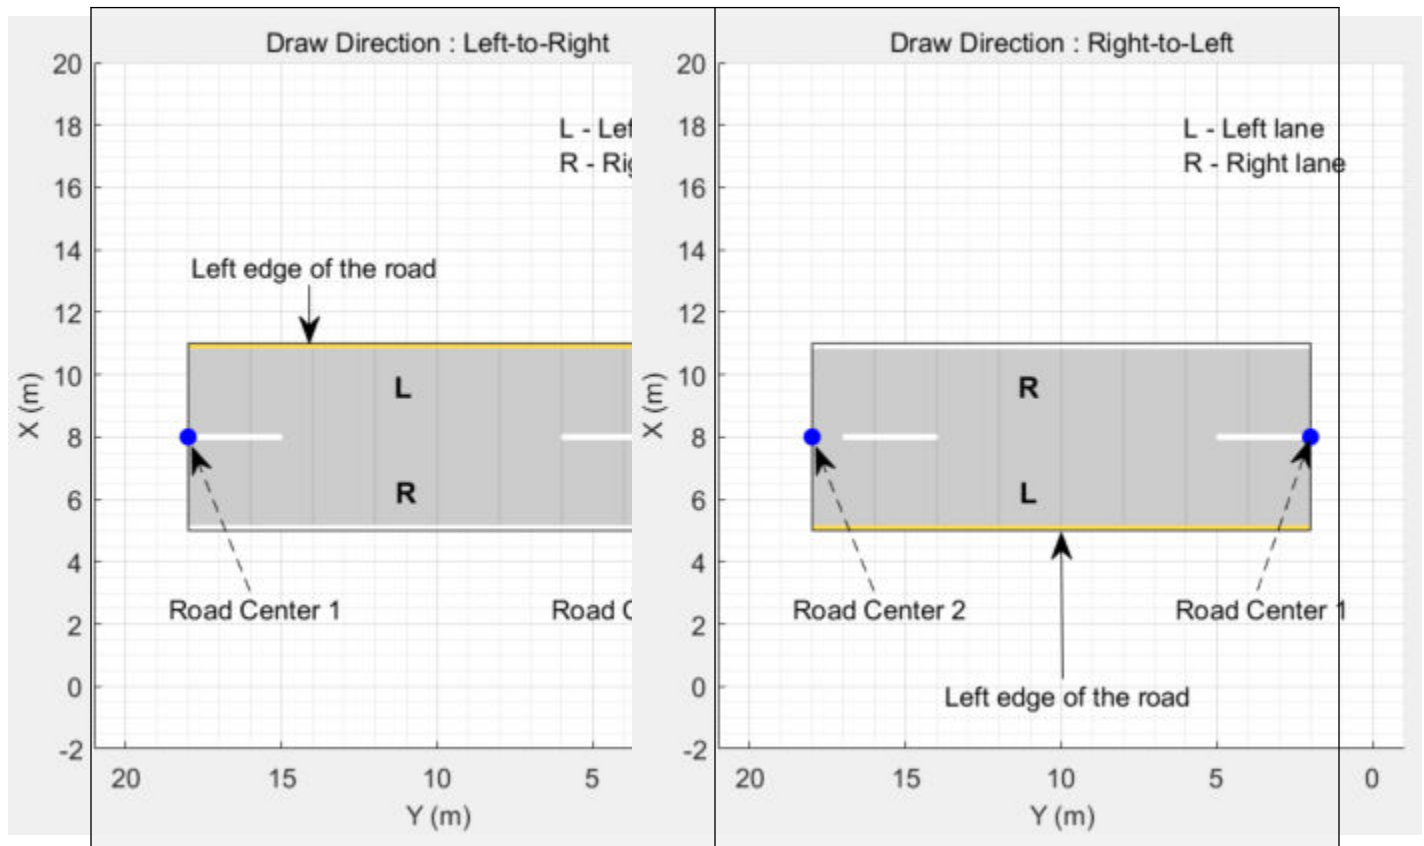 Draw Direction : Left-to-Right
20
18
16
14
12
10
8
6
4
2
0
-2
X (m)
L - Lef
R - Rig
Left edge of the road
L
R
Road Center 1
Road C
20
15
10
5
Y (m)
Draw Direction : Right-to-Left
20
18
16
14
12
10
8
6
4
2
0
-2
X (m)
L - Left lane
R - Right lane
R
L
Road Center 2
Road Center 1
Left edge of the road
20
15
10
5
0
Y (m)